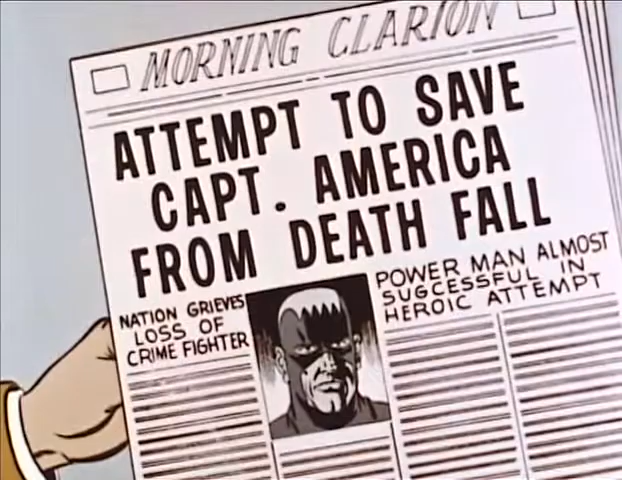 MORNING CLARION
ATTEMPT TO SAVE
CAPT. AMERICA
FROM DEATH FALL
NATION GRIEVES
LOSS OF
CRIME FIGHTER
POWER MAN ALMOST
SUCCESSFUL IN
HEROIC ATTEMPT